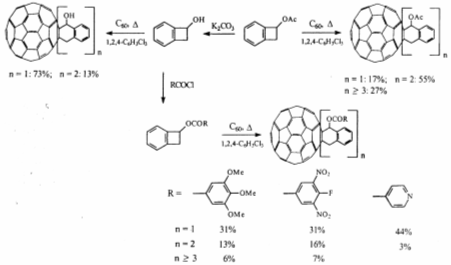 OH
n
C60, Δ
1,2,4-C6H3Cl3
OH
K2CO3
OAc
C60, Δ
1,2,4-C6H3Cl3
OAc
n
n = 1: 73%; n = 2: 13%
n = 1: 17%; n = 2: 55%
n ≥ 3: 27%
RCOCl
OCOR
C60, Δ
1,2,4-C6H3Cl3
OCOR
n
R =
OMe
OMe
OMe
NO2
F
NO2
N
n = 1 31% 31% 44%
n = 2 13% 16% 3%
n ≥ 3 6% 7%